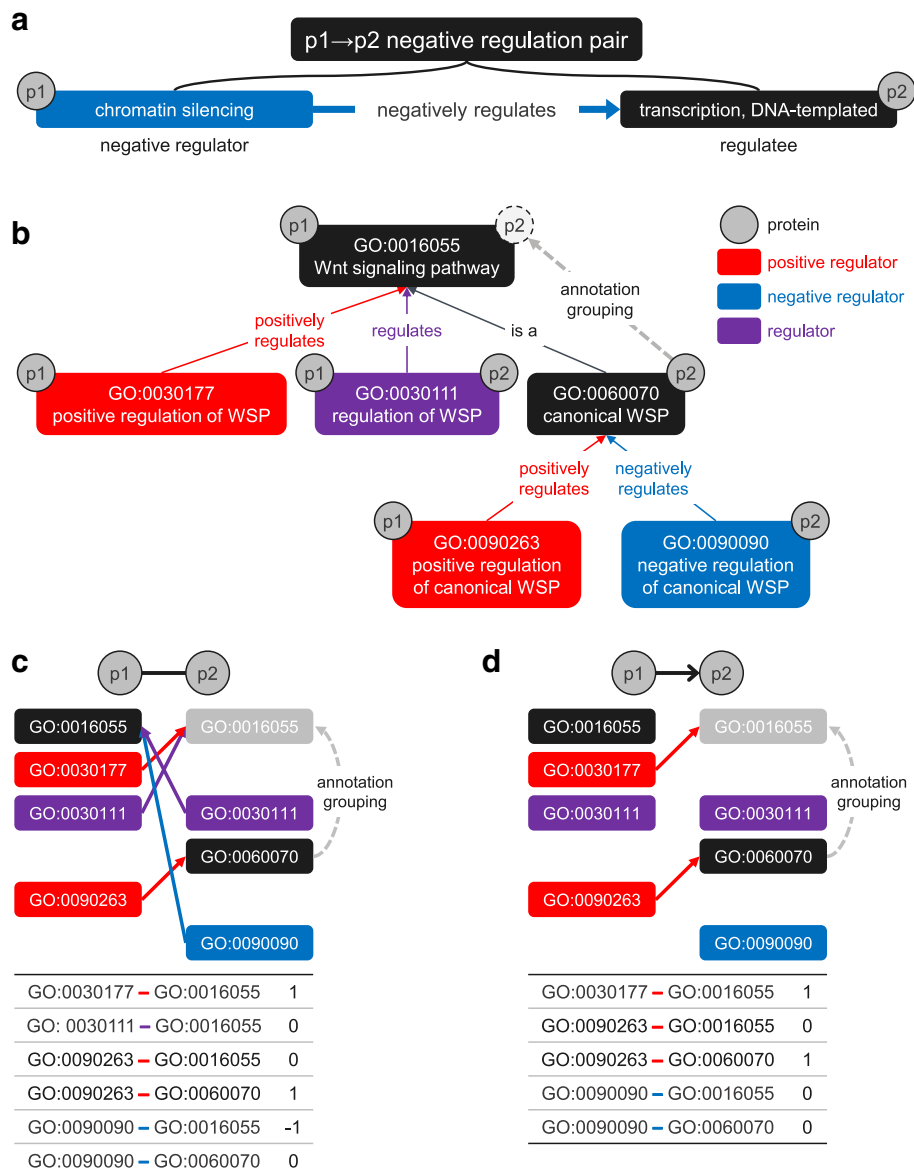 a
p1→p2 negative regulation pair
p1
p2
chromatin silencing
negatively regulates
transcription, DNA-templated
negative regulator
regulatee
b
p1
p2
GO:0016055
Wnt signaling pathway
protein
positive regulator
negative regulator
regulator
annotation
grouping
positively
regulates
regulates
is a
p1
GO:0030177
positive regulation of WSP
p1
p2
GO:0030111
regulation of WSP
p2
GO:0060070
canonical WSP
positively
regulates
negatively
regulates
p1
GO:0090263
positive regulation
of canonical WSP
p2
GO:0090090
negative regulation
of canonical WSP
c
p1
p2
GO:0016055
GO:0016055
GO:0030177
annotation
grouping
GO:0030111
GO:0030111
GO:0060070
GO:0090263
GO:0090090
GO:0030177 – GO:0016055 1
GO: 0030111 – GO:0016055 0
GO:0090263 – GO:0016055 0
GO:0090263 – GO:0060070 1
GO:0090090 – GO:0016055 -1
GO:0090090 – GO:0060070 0
d
p1
p2
GO:0016055
GO:0016055
GO:0030177
annotation
grouping
GO:0030111
GO:0030111
GO:0060070
GO:0090263
GO:0090090
GO:0030177 – GO:0016055 1
GO:0090263 – GO:0016055 0
GO:0090263 – GO:0060070 1
GO:0090090 – GO:0016055 0
GO:0090090 – GO:0060070 0